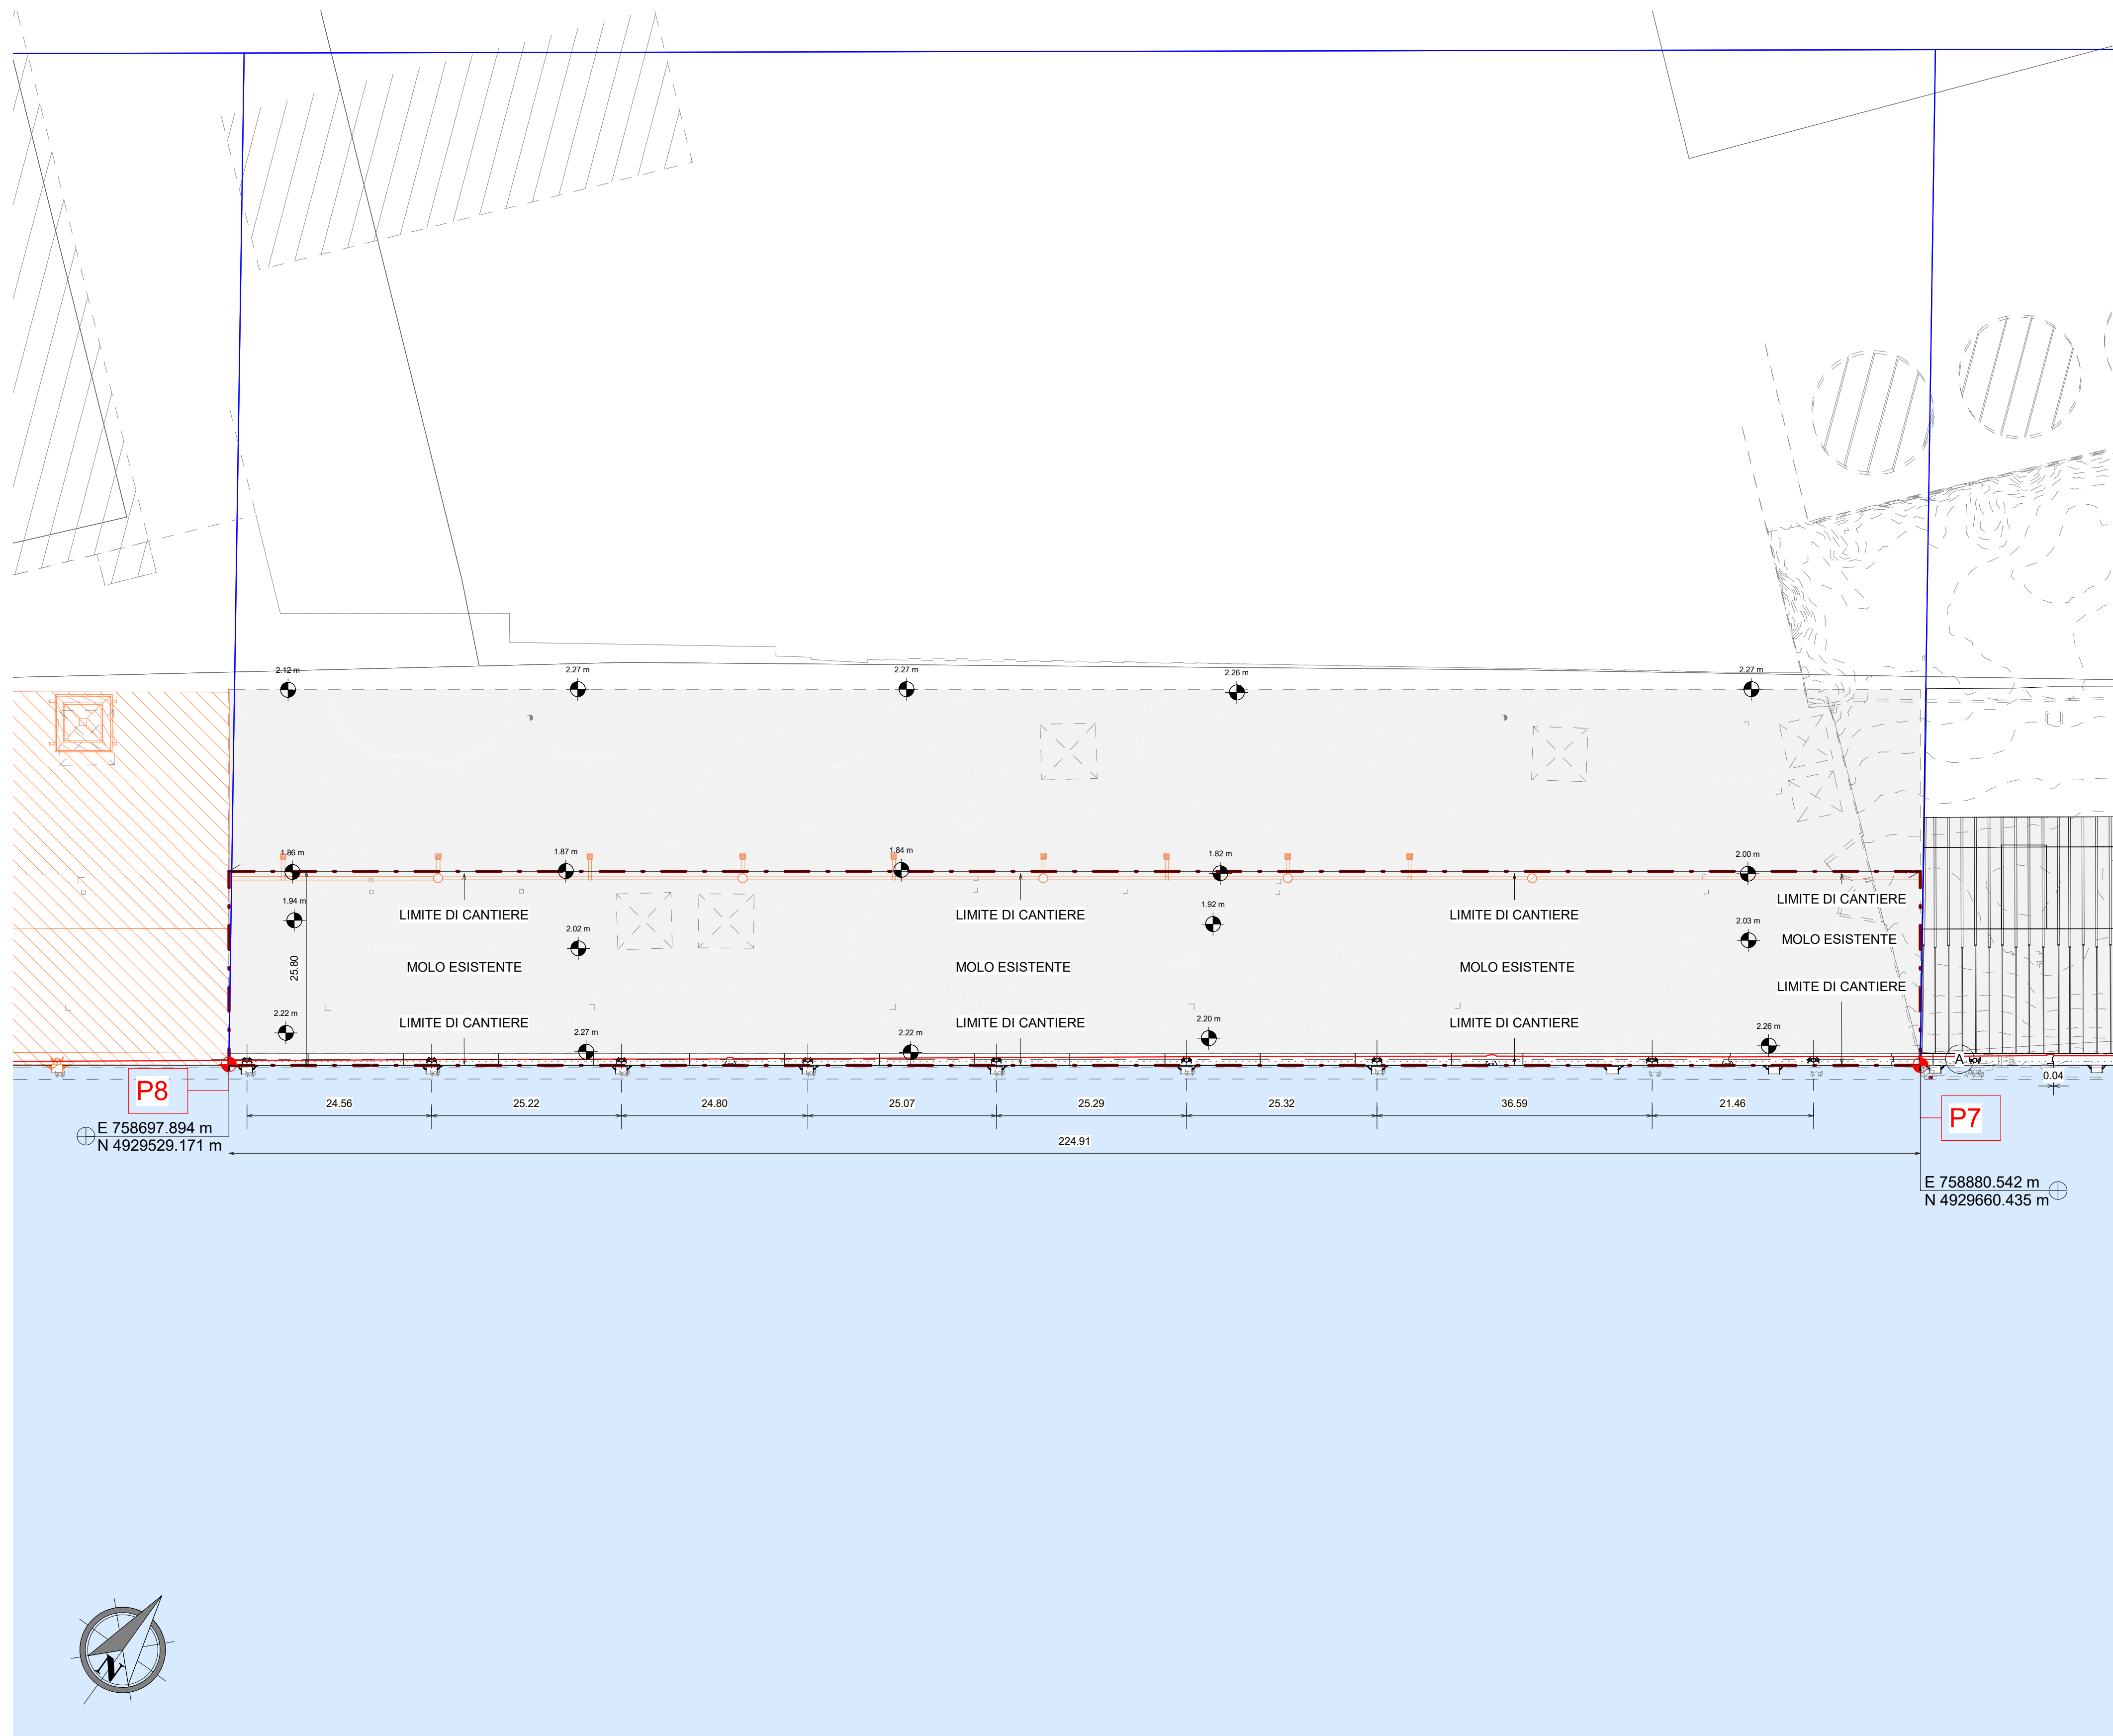 2.12 m
2.27 m
2.27 m
2.26 m
2.27 m
1.86 m
1.87 m
1.84 m
1.82 m
2.00 m
1.94 m
2.02 m
1.92 m
2.03 m
LIMITE DI CANTIERE
LIMITE DI CANTIERE
LIMITE DI CANTIERE
LIMITE DI CANTIERE
25.80
MOLO ESISTENTE
MOLO ESISTENTE
MOLO ESISTENTE
MOLO ESISTENTE
LIMITE DI CANTIERE
LIMITE DI CANTIERE
LIMITE DI CANTIERE
LIMITE DI CANTIERE
2.22 m
2.27 m
2.22 m
2.20 m
2.26 m
A
0.04
P8
24.56
25.22
24.80
25.07
25.29
25.32
36.59
21.46
P7
E 758697.894 m
N 4929529.171 m
224.91
E 758880.542 m
N 4929660.435 m
N